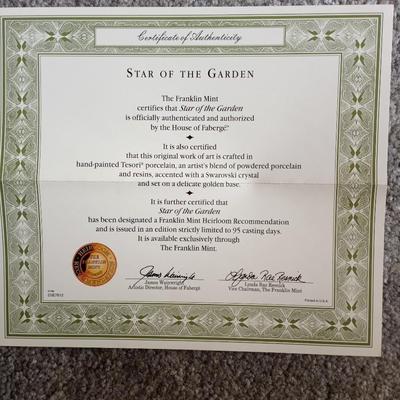 Certificate of Authenticity
STAR OF THE GARDEN
The Franklin Mint
certifies that Star of the Garden
is officially authenticated and authorized
by the House of Fabergé®
It is also certified
that this original work of art is crafted in
hand-painted Tesori® porcelain, an artist's blend of powdered porcelain
and resins, accented with a Swarovski crystal
and set on a delicate golden base.
It is further certified that
Star of the Garden
has been designated a Franklin Mint Heirloom Recommendation
and is issued in an edition strictly limited to 95 casting days.
It is available exclusively through
The Franklin Mint.
THE
FRANKLIN
MINT
James Wainwright
Artistic Director, House of Fabergé
Lynda Rae Resnick
Lynda Rae Resnick
Vice Chairman, The Franklin Mint
Printed in U.S.A.